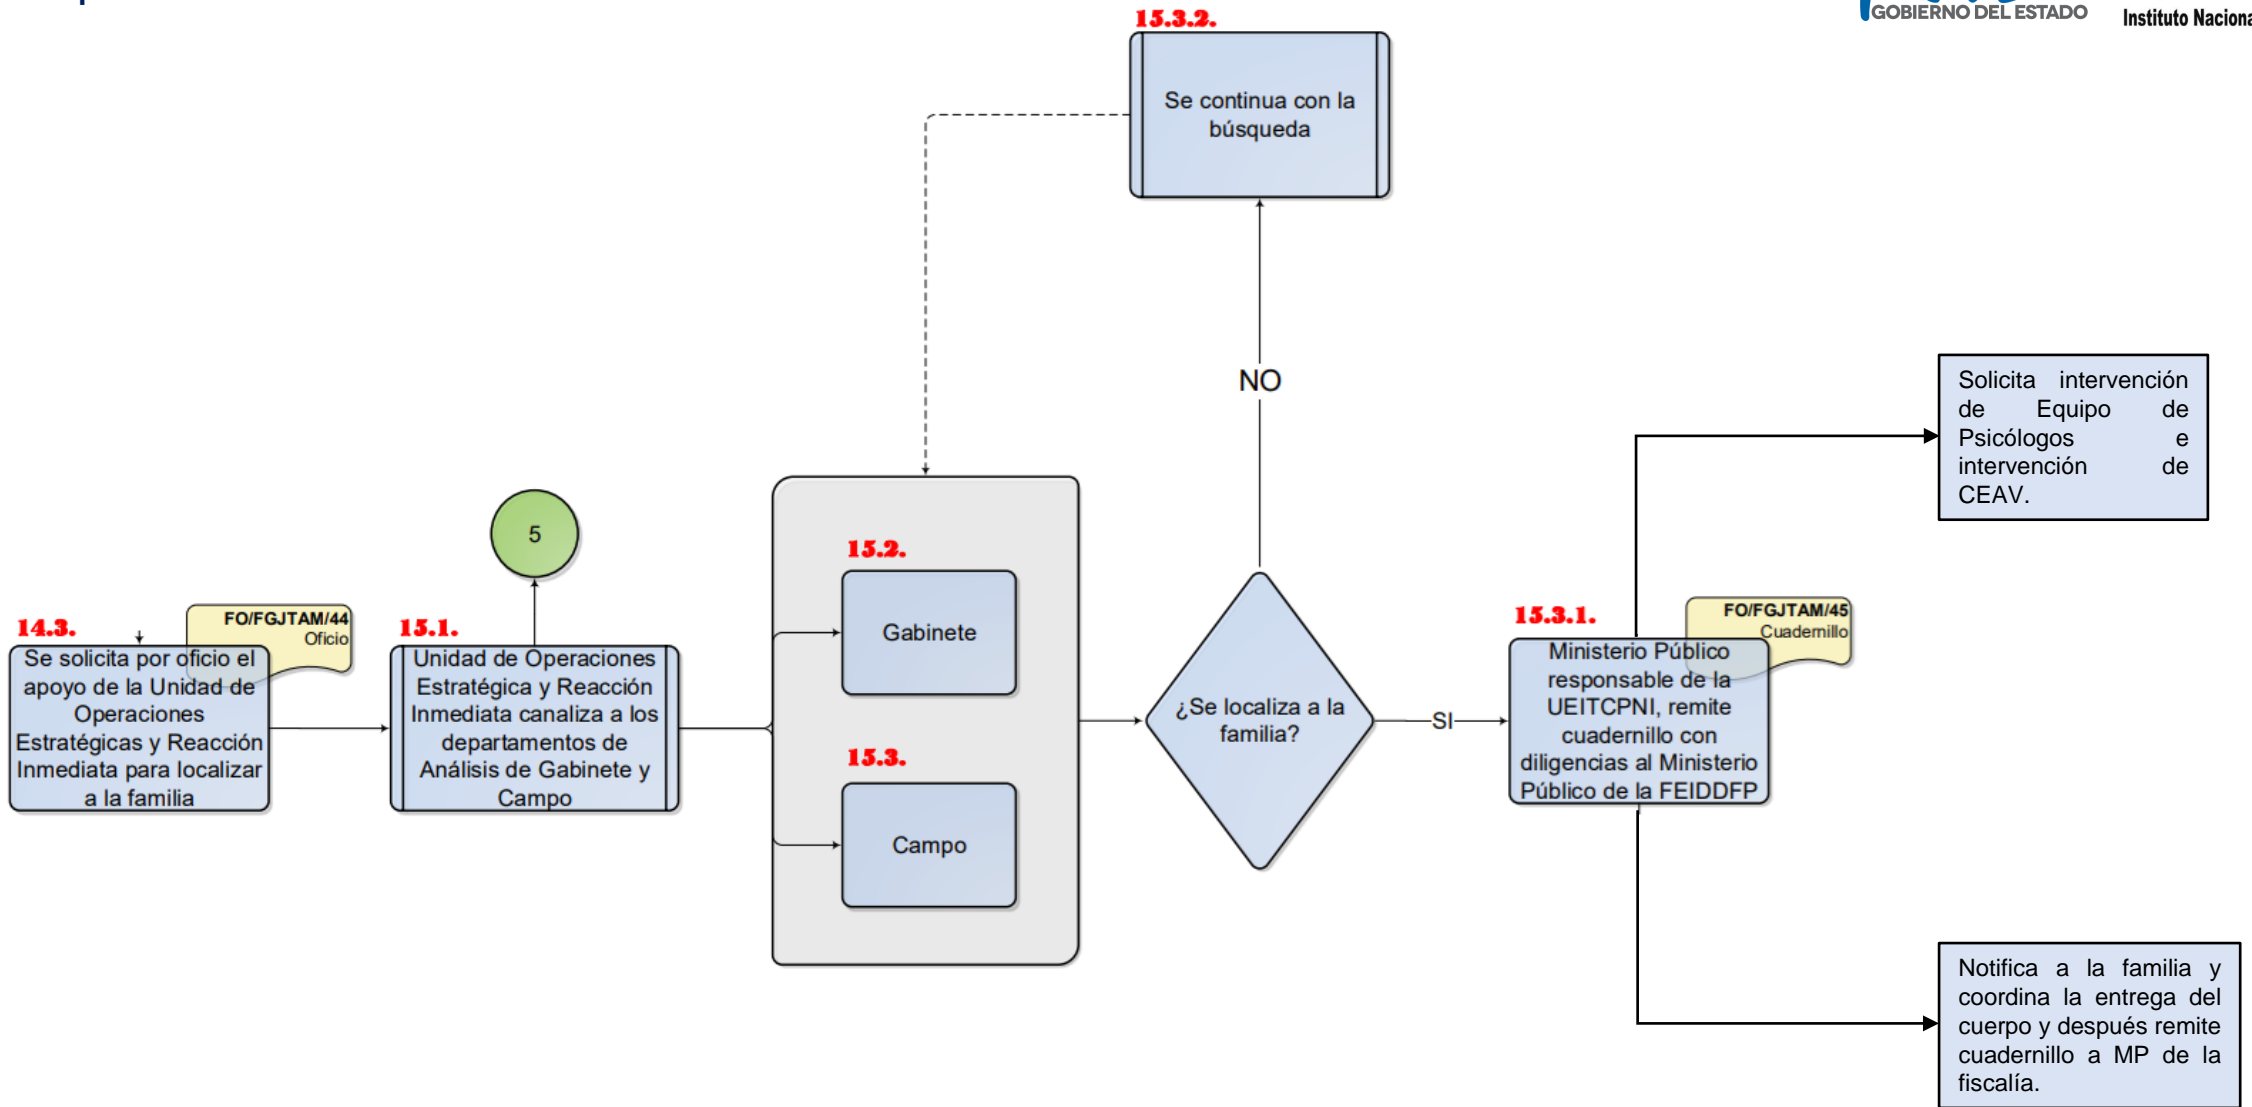 GOBIERNO DEL ESTADO
15.3.2.
Se continua con la
búsqueda
NO
Solicita intervención
de Equipo de
Psicólogos e
intervención de
CEAV.
5
15.2.
Gabinete
15.3.
Campo
14.3.
FO/FGJTAM/44
Oficio
Se solicita por oficio el
apoyo de la Unidad de
Operaciones
Estratégicas y Reacción
Inmediata para localizar
a la familia
15.1.
Unidad de Operaciones
Estratégica y Reacción
Inmediata canaliza a los
departamentos de
Análisis de Gabinete y
Campo
¿Se localiza a la
familia?
SI
15.3.1.
FO/FGJTAM/45
Cuadernillo
Ministerio Público
responsable de la
UEITCPNI, remite
cuadernillo con
diligencias al Ministerio
Público de la FEIDDFP
Notifica a la familia y
coordina la entrega del
cuerpo y después remite
cuadernillo a MP de la
fiscalía.
Instituto